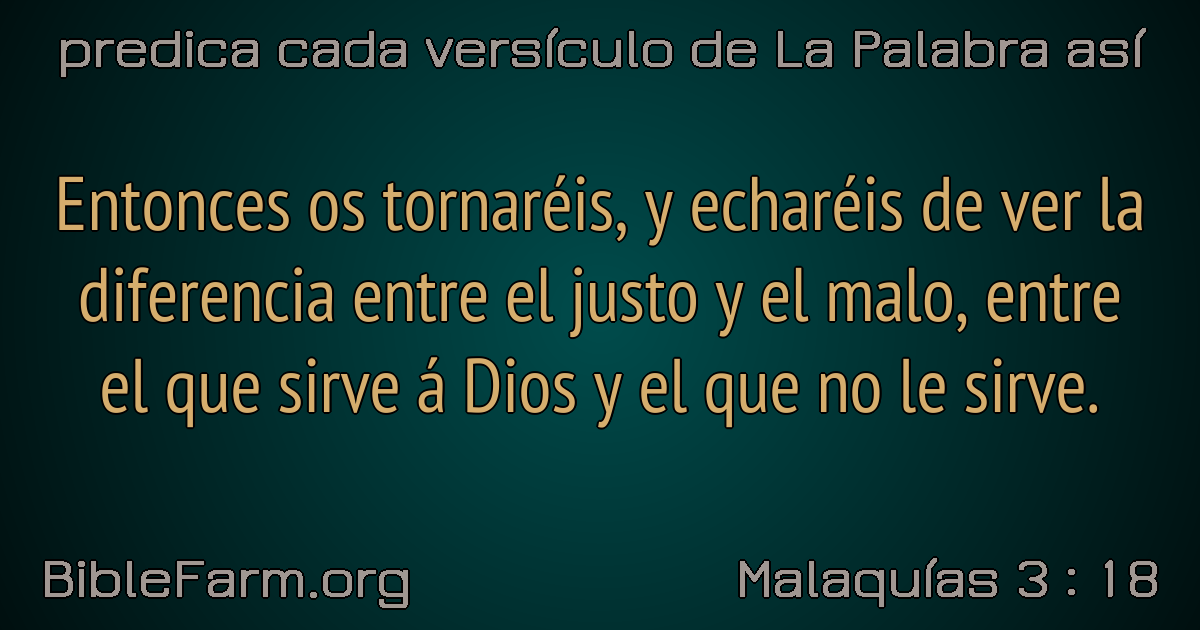 predica cada versículo de La Palabra así
Entonces os tornaréis, y echaréis de ver la
diferencia entre el justo y el malo, entre
el que sirve á Dios y el que no le sirve.
BibleFarm.org
Malaquías 3 : 18